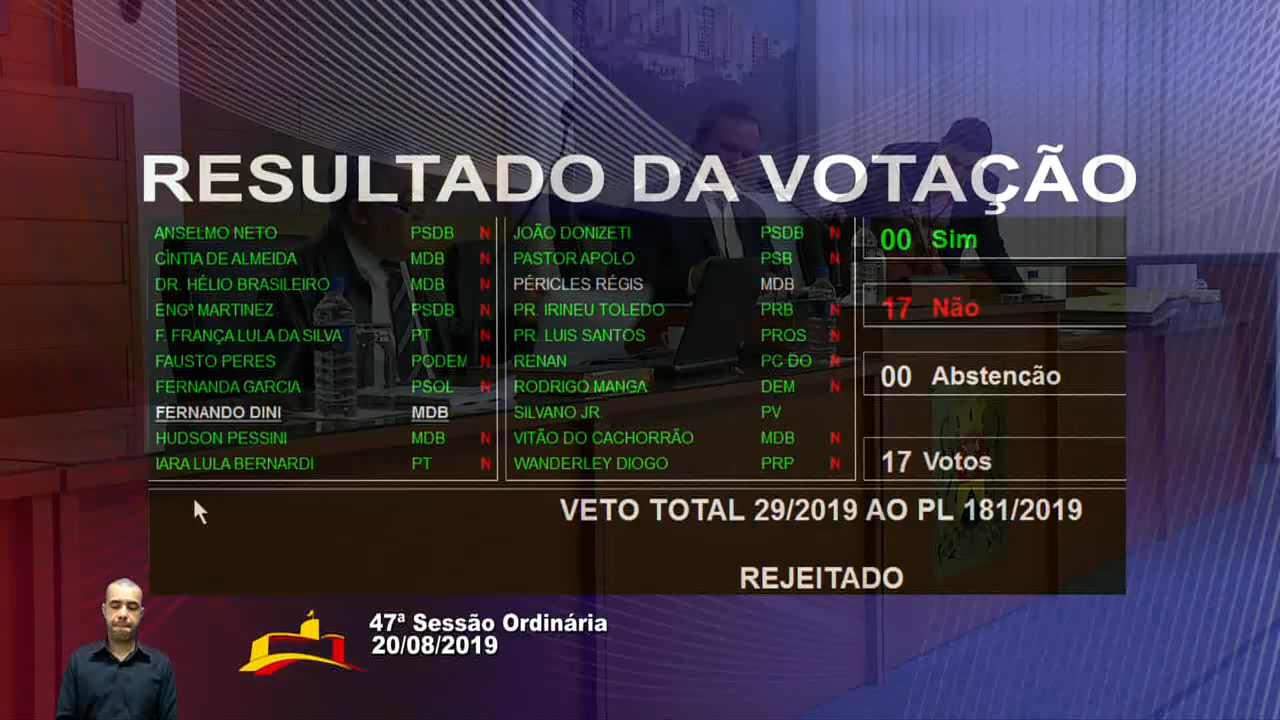 RESULTADO DA VOTAÇÃO
ANSELMO NETO PSDB N
CÍNTIA DE ALMEIDA MDB N
DR. HÉLIO BRASILEIRO MDB N
ENGº MARTINEZ PSDB N
F. FRANÇA LULA DA SILVA PT N
FAUSTO PERES PODEM N
FERNANDA GARCIA PSOL N
FERNANDO DINI MDB
HUDSON PESSINI MDB N
IARA LULA BERNARDI PT N
JOÃO DONIZETI PSDB N
PASTOR APOLO PSB N
PÉRICLES RÉGIS MDB
PR. IRINEU TOLEDO PRB N
PR. LUIS SANTOS PROS N
RENAN PC DO N
RODRIGO MANGA DEM N
SILVANO JR. PV
VITÃO DO CACHORRÃO MDB N
WANDERLEY DIOGO PRP N
00 Sim
17 Não
00 Abstenção
17 Votos
VETO TOTAL 29/2019 AO PL 181/2019
REJEITADO
47ª Sessão Ordinária
20/08/2019